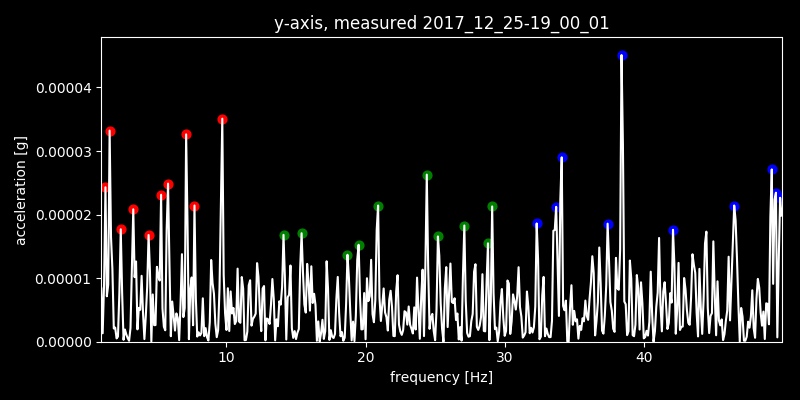 y-axis, measured 2017_12_25-19_00_01
0.00004
0.00003
0.00002
0.00001
0.00000
acceleration [g]
10 20 30 40
frequency [Hz]